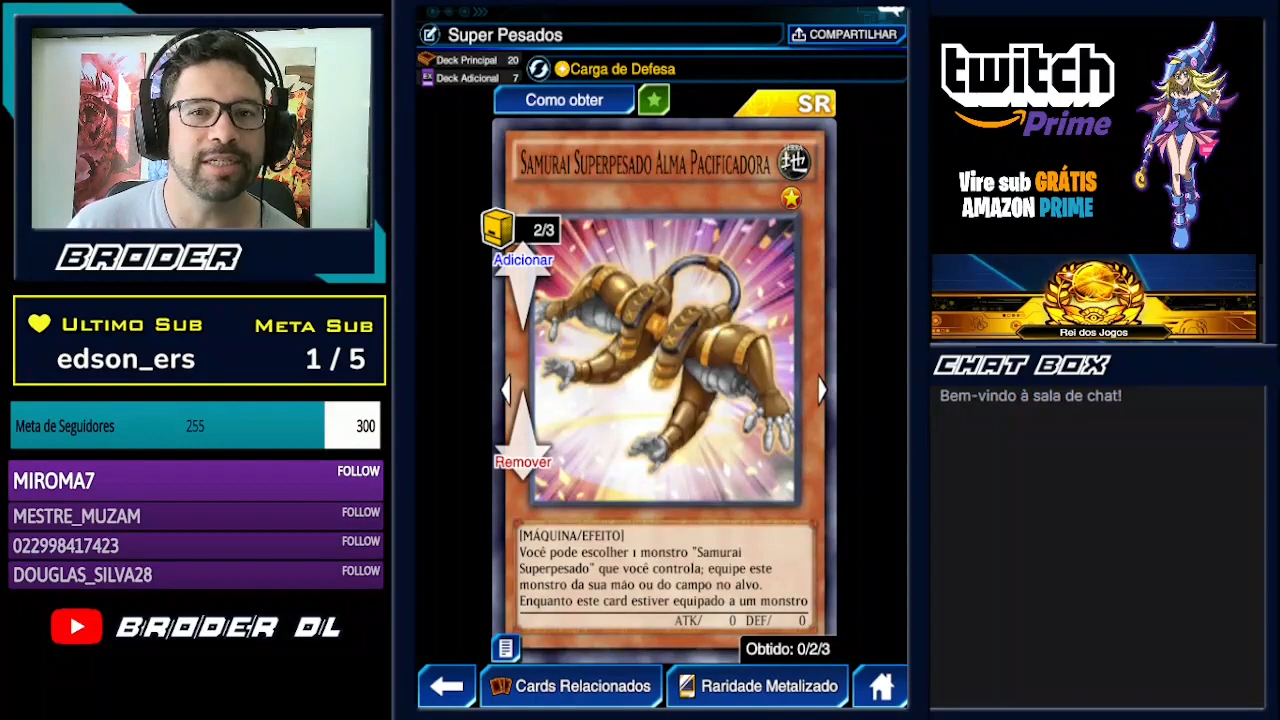 BRODER
ULTIMO SUB
META SUB
edson_ers
1 / 5
Meta de Seguidores
255
300
MIROMA7
FOLLOW
MESTRE_MUZAM
FOLLOW
022998417423
FOLLOW
DOUGLAS_SILVA28
FOLLOW
BRODER DL
Super Pesados
COMPARTILHAR
Deck Principal 20
EX Deck Adicional 7
Carga de Defesa
Como obter
SR
SAMURAI SUPERPESADO ALMA PACIFICADORA
TERRA
地
2/3
Adicionar
Remover
[MÁQUINA/EFEITO]
Você pode escolher 1 monstro "Samurai
Superpesado" que você controla; equipe este
monstro da sua mão ou do campo no alvo.
Enquanto este card estiver equipado a um monstro
ATK/ 0 DEF/ 0
Obtido: 0/2/3
Cards Relacionados
Raridade Metalizado
twitch
Prime
Vire sub GRÁTIS
AMAZON PRIME
Rei dos Jogos
CHAT BOX
Bem-vindo à sala de chat!